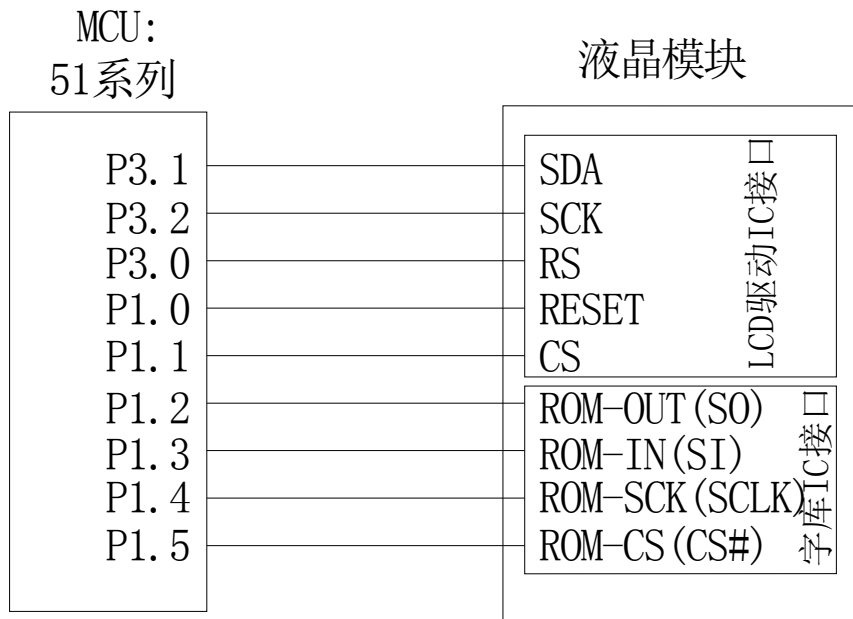 MCU:
51系列
液晶模块
P3.1
P3.2
P3.0
P1.0
P1.1
P1.2
P1.3
P1.4
P1.5
SDA
SCK
RS
RESET
CS
LCD驱动IC接口
ROM-OUT(SO)
ROM-IN(SI)
ROM-SCK(SCLK)
ROM-CS(CS#)
字库IC接口